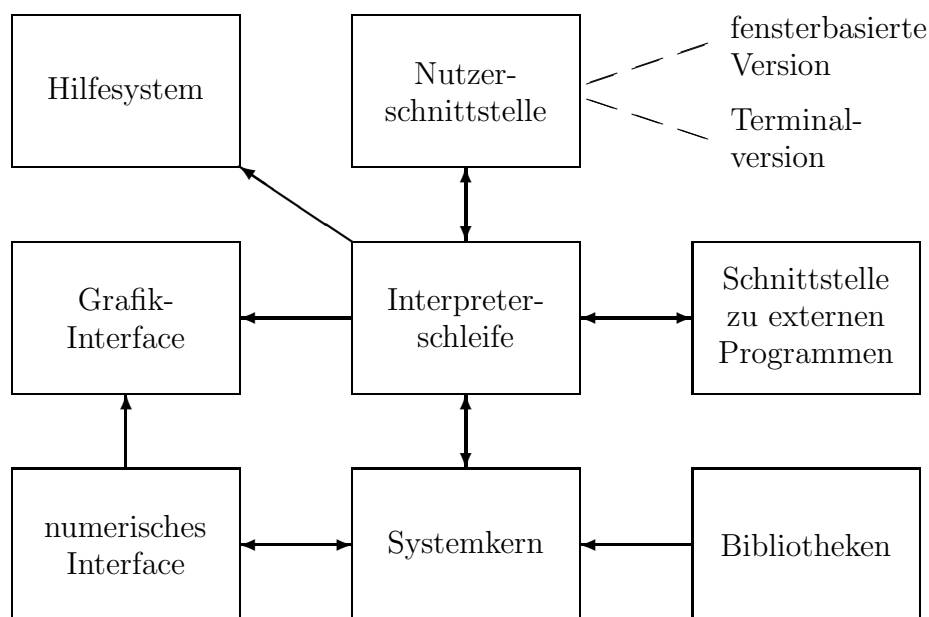 Hilfesystem
Nutzer-
schnittstelle
fensterbasierte
Version
Terminal-
version
Grafik-
Interface
Interpreter-
schleife
Schnittstelle
zu externen
Programmen
numerisches
Interface
Systemkern
Bibliotheken